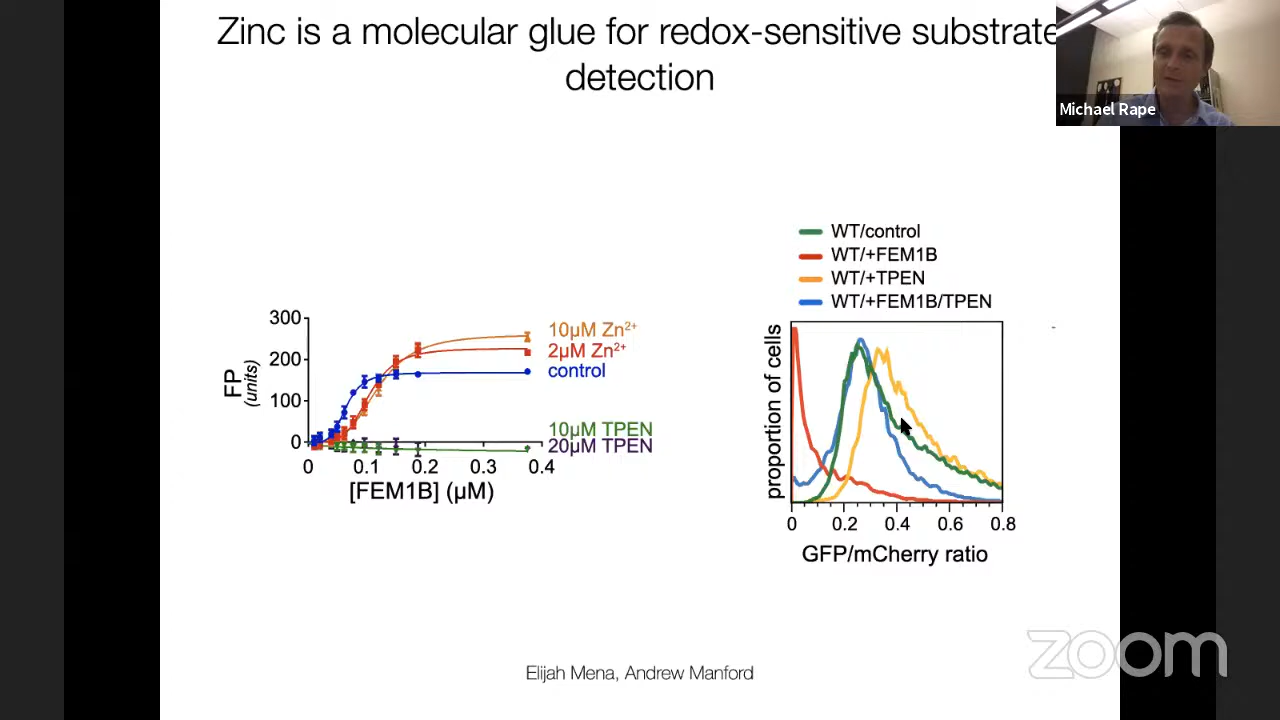 Zinc is a molecular glue for redox-sensitive substrate
detection
Michael Rape
WT/control
WT/+FEM1B
WT/+TPEN
WT/+FEM1B/TPEN
300
200
100
0
FP
(units)
10µM Zn²⁺
2µM Zn²⁺
control
10µM TPEN
20µM TPEN
0 0.1 0.2 0.3 0.4
[FEM1B] (µM)
proportion of cells
0 0.2 0.4 0.6 0.8
GFP/mCherry ratio
Elijah Mena, Andrew Manford
zoom